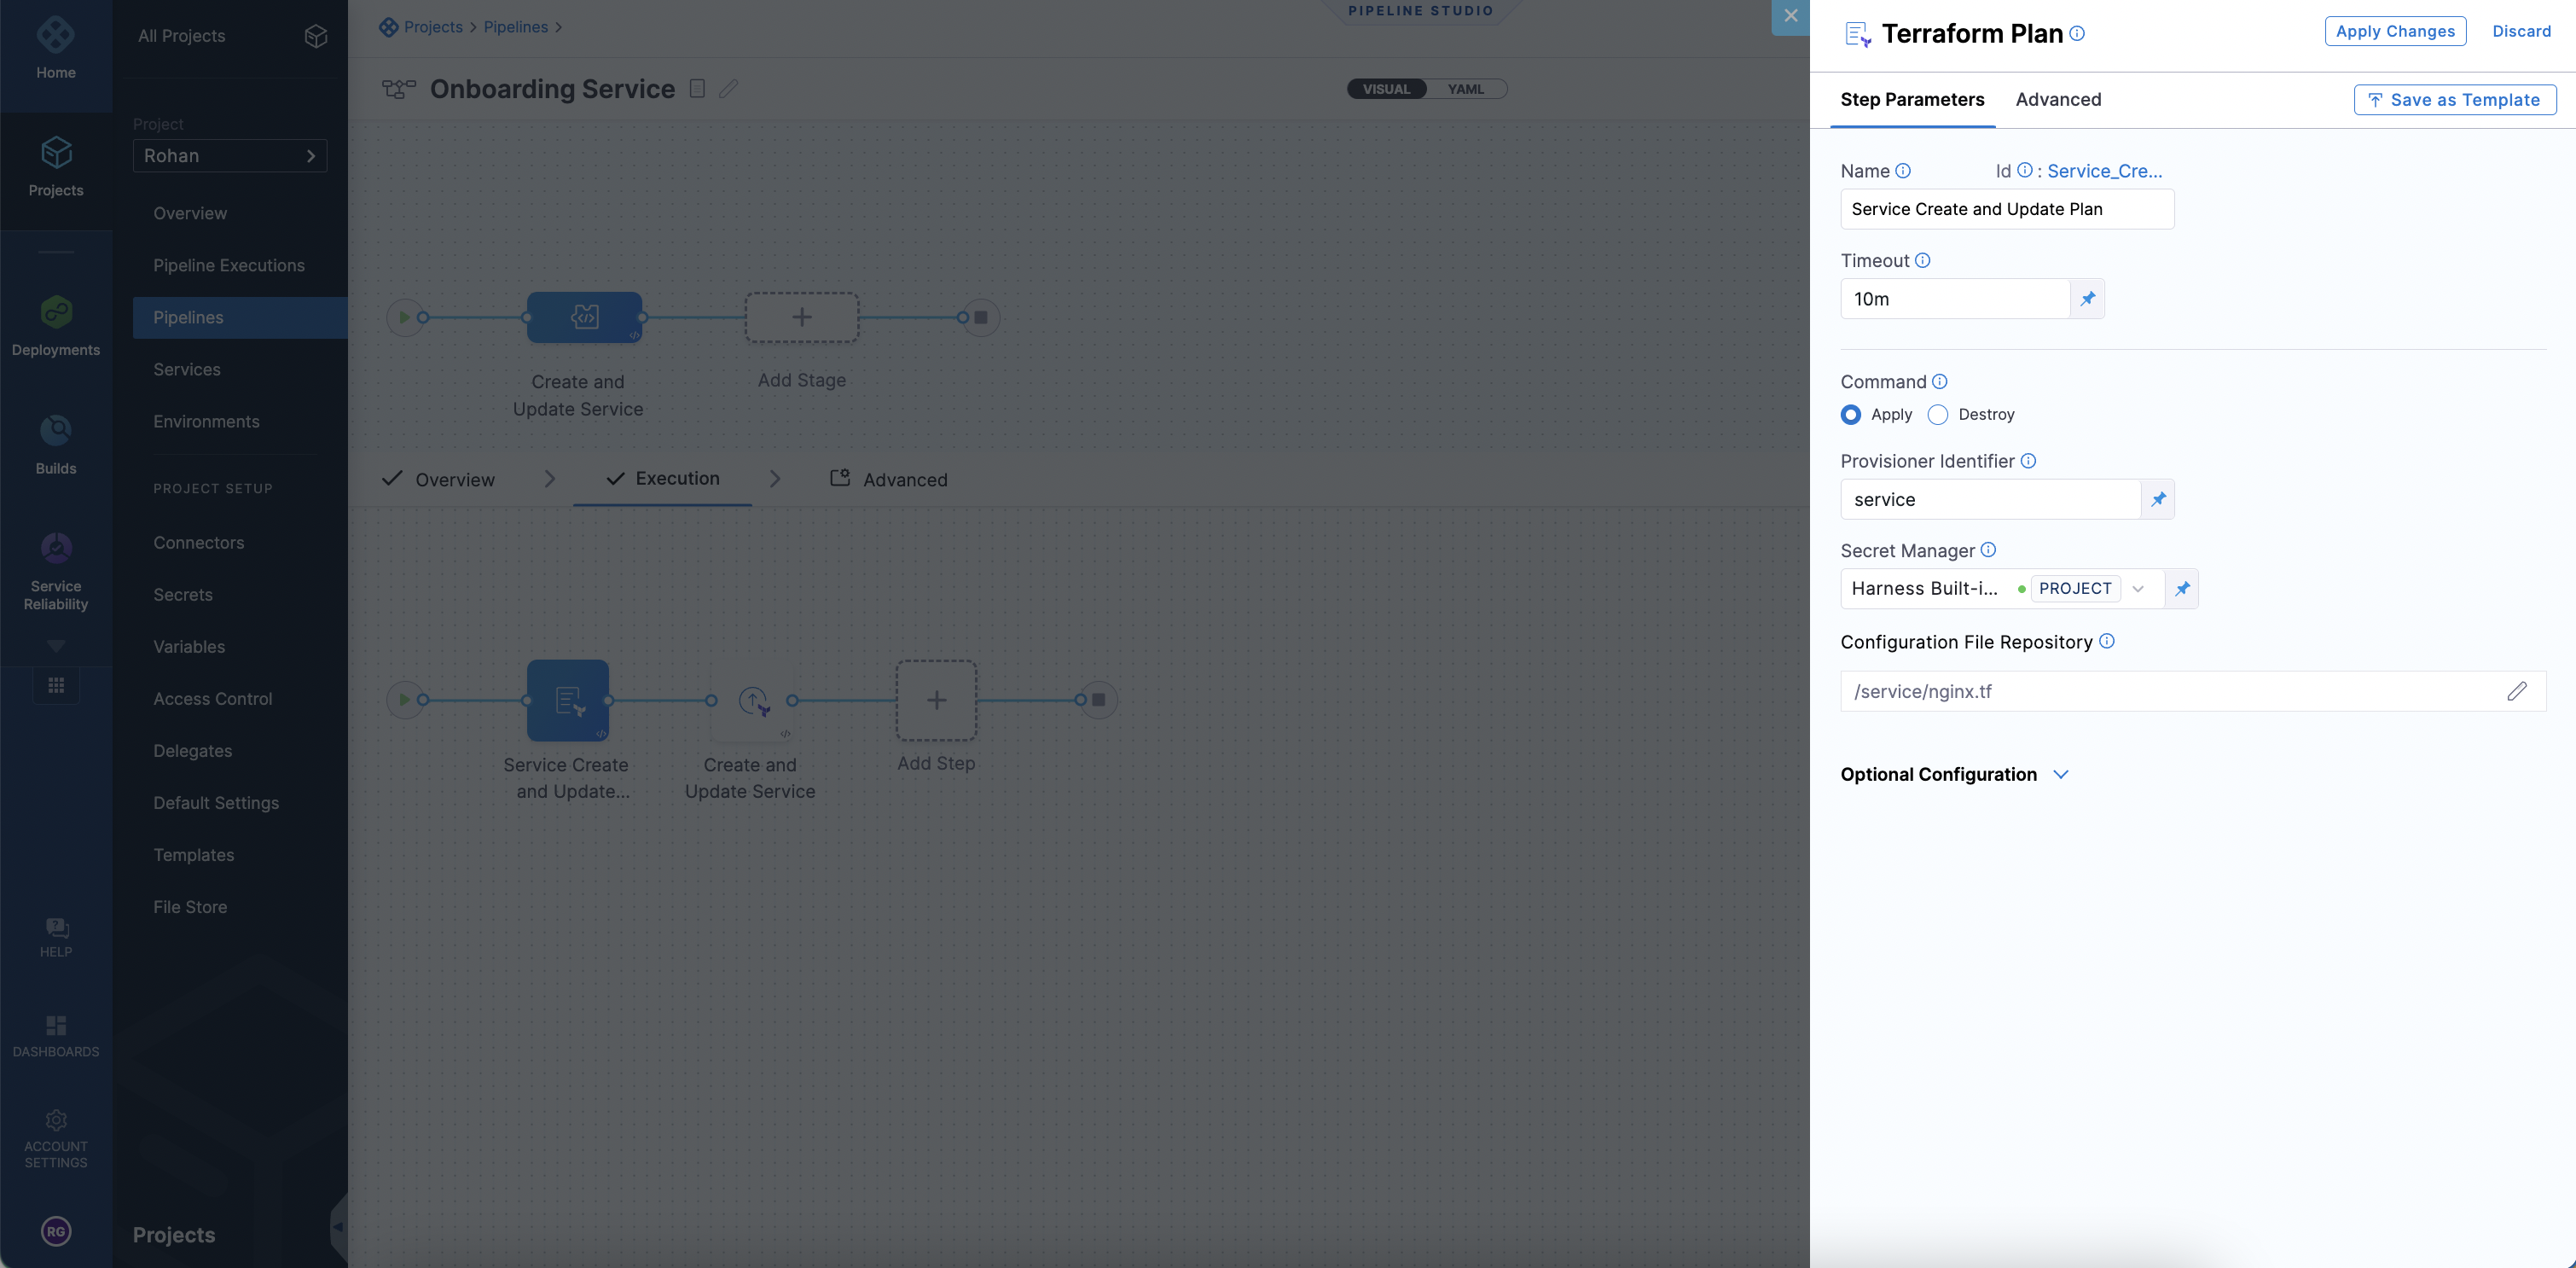 Home
Projects
Deployments
Builds
Service
Reliability
HELP
DASHBOARDS
ACCOUNT
SETTINGS
RG
All Projects
Project
Rohan
Overview
Pipeline Executions
Pipelines
Services
Environments
PROJECT SETUP
Connectors
Secrets
Variables
Access Control
Delegates
Default Settings
Templates
File Store
Projects
Projects > Pipelines >
PIPELINE STUDIO
Onboarding Service
VISUAL YAML
Create and
Update Service
Add Stage
Overview
Execution
Advanced
Service Create
and Update...
Create and
Update Service
Add Step
Terraform Plan
Apply Changes
Discard
Step Parameters
Advanced
Save as Template
Name
Id : Service_Cre...
Service Create and Update Plan
Timeout
10m
Command
Apply
Destroy
Provisioner Identifier
service
Secret Manager
Harness Built-i... PROJECT
Configuration File Repository
/service/nginx.tf
Optional Configuration